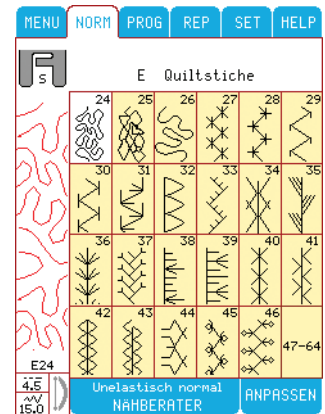 MENU NORM PROG REP SET HELP
S
E Quiltstiche
24 25 26 27 28 29
30 31 32 33 34 35
36 37 38 39 40 41
42 43 44 45 46 47-64
E24
4.5
15.0
Unelastisch normal
NÄHBERATER
ANPASSEN